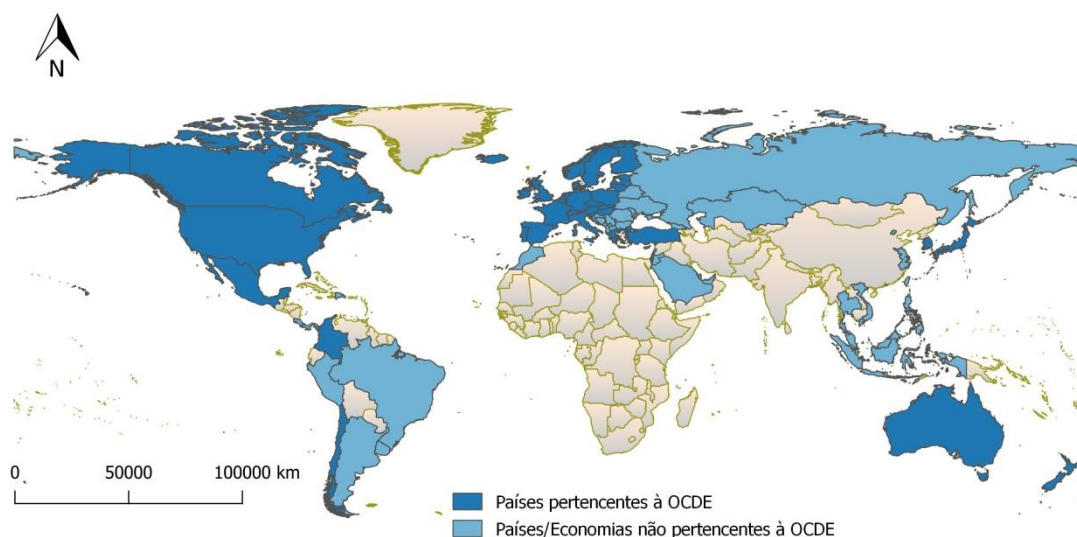 N
0 50000 100000 km
Países pertencentes à OCDE
Países/Economias não pertencentes à OCDE